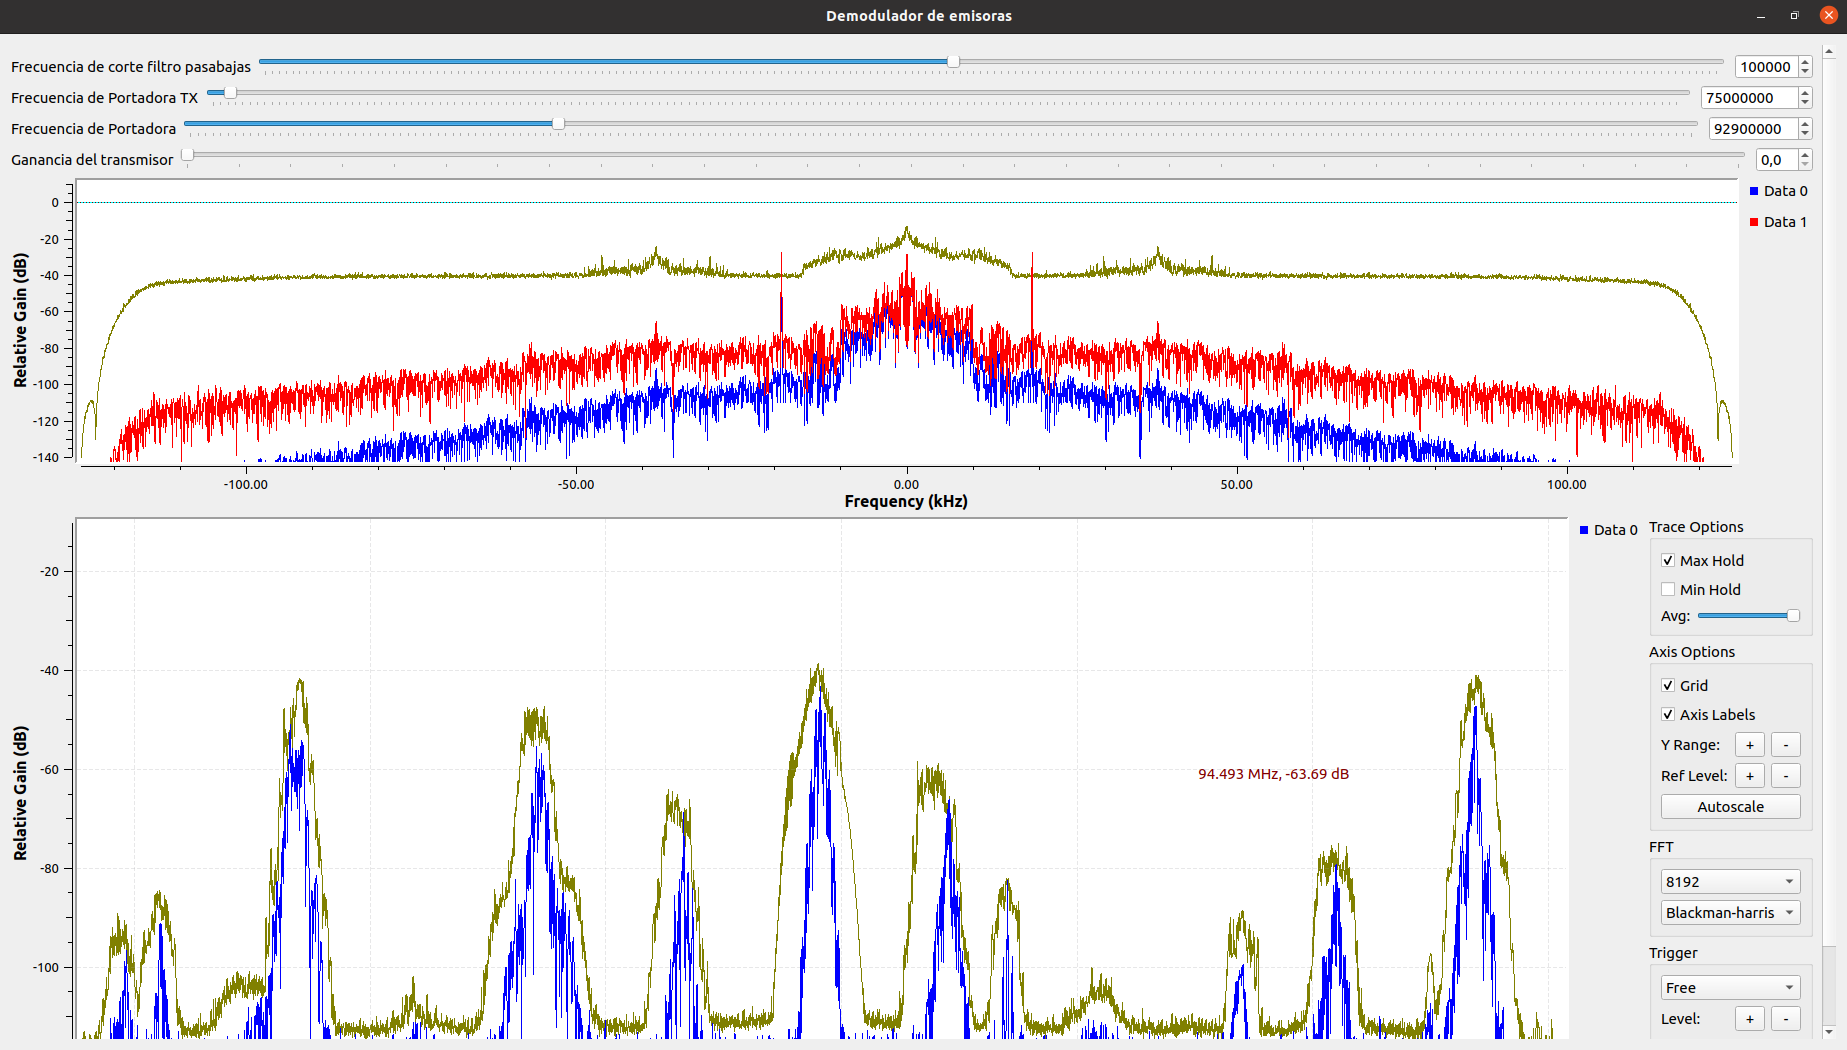 Demodulador de emisoras
Frecuencia de corte filtro pasabajas 100000
Frecuencia de Portadora TX 75000000
Frecuencia de Portadora 92900000
Ganancia del transmisor 0,0
Relative Gain (dB)
0
-20
-40
-60
-80
-100
-120
-140
-100.00 -50.00 0.00 50.00 100.00
Frequency (kHz)
Data 0
Data 1
Relative Gain (dB)
-20
-40
-60
-80
-100
94.493 MHz, -63.69 dB
Data 0
Trace Options
Max Hold
Min Hold
Avg:
Axis Options
Grid
Axis Labels
Y Range: + -
Ref Level: + -
Autoscale
FFT
8192
Blackman-harris
Trigger
Free
Level: + -